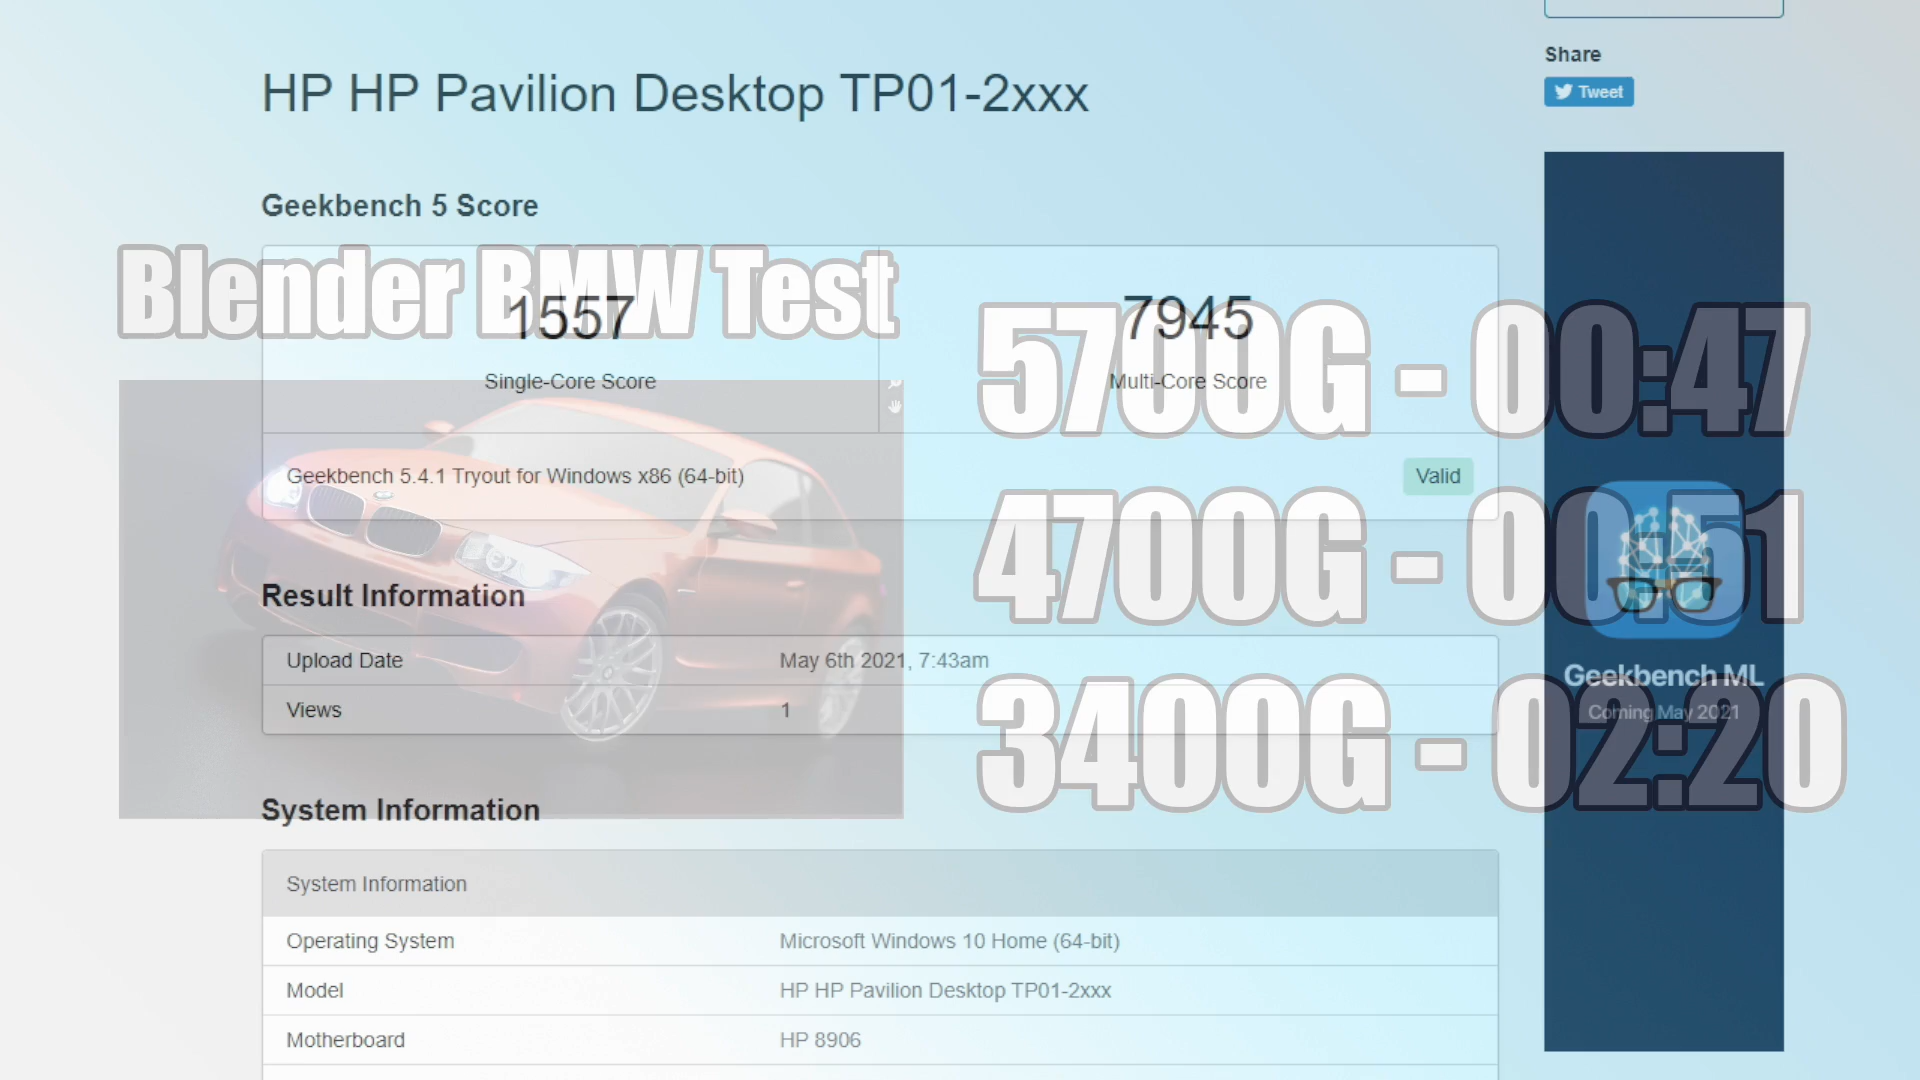 Share
Tweet
HP HP Pavilion Desktop TP01-2xxx
Geekbench 5 Score
1557
7945
Single-Core Score
Multi-Core Score
Geekbench 5.4.1 Tryout for Windows x86 (64-bit)
Valid
Result Information
Upload Date May 6th 2021, 7:43am
Views 1
System Information
System Information
Operating System Microsoft Windows 10 Home (64-bit)
Model HP HP Pavilion Desktop TP01-2xxx
Motherboard HP 8906
Geekbench ML
Coming May 2021
Blender BMW Test
5700G - 00:47
4700G - 00:51
3400G - 02:20